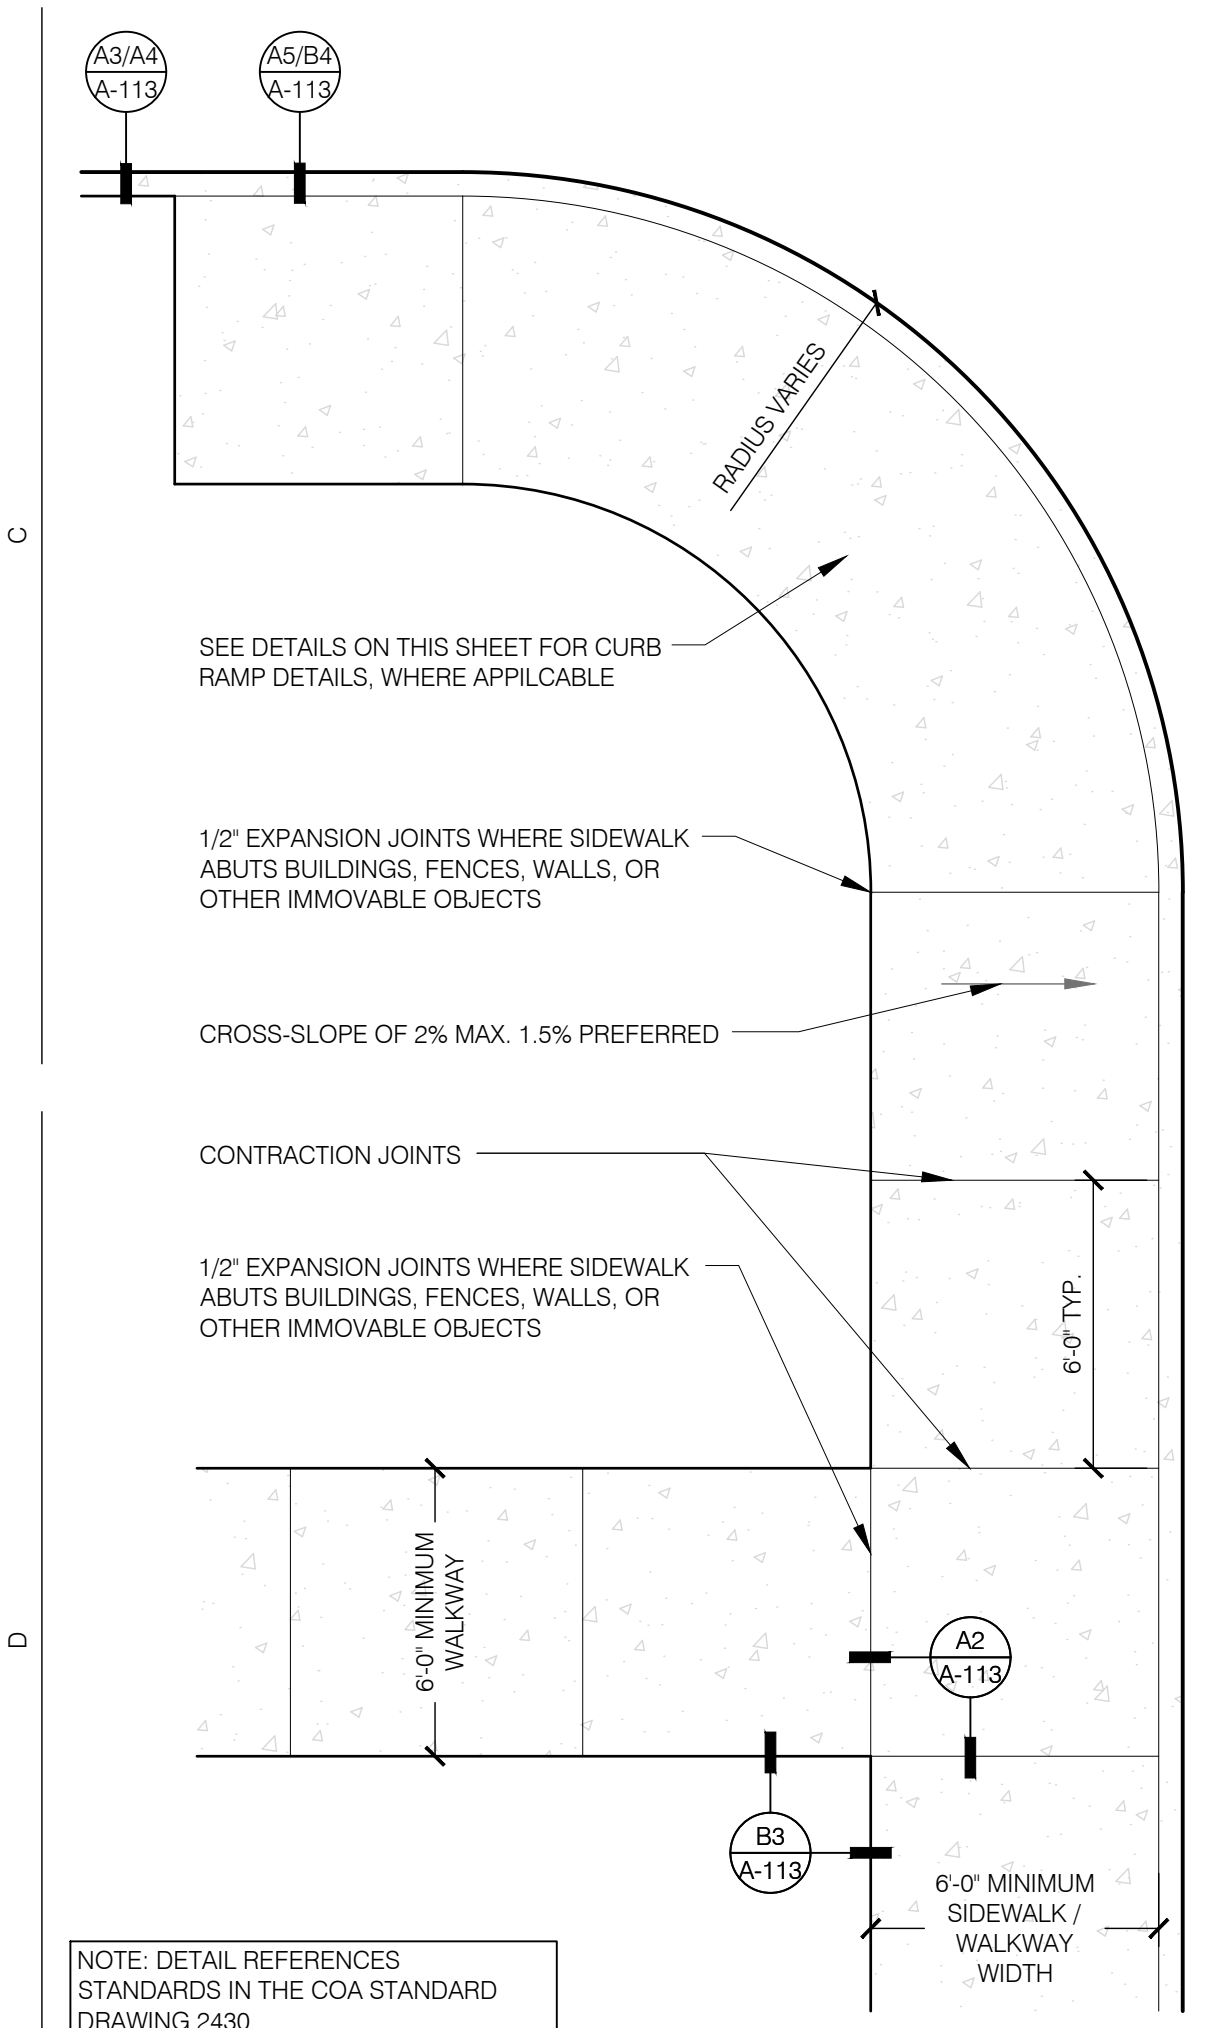 A3/A4
A-113
A5/B4
A-113
RADIUS VARIES
C
SEE DETAILS ON THIS SHEET FOR CURB
RAMP DETAILS, WHERE APPILCABLE
1/2" EXPANSION JOINTS WHERE SIDEWALK
ABUTS BUILDINGS, FENCES, WALLS, OR
OTHER IMMOVABLE OBJECTS
CROSS-SLOPE OF 2% MAX. 1.5% PREFERRED
CONTRACTION JOINTS
1/2" EXPANSION JOINTS WHERE SIDEWALK
ABUTS BUILDINGS, FENCES, WALLS, OR
OTHER IMMOVABLE OBJECTS
6'-0" TYP.
6'-0" MINIMUM
WALKWAY
D
A2
A-113
B3
A-113
6'-0" MINIMUM
SIDEWALK /
WALKWAY
WIDTH
NOTE: DETAIL REFERENCES
STANDARDS IN THE COA STANDARD
DRAWING 2430